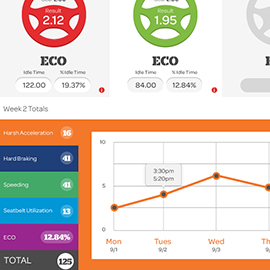 Result
2.12
Result
1.95
ECO
ECO
Idle Time
% Idle Time
Idle Time
% Idle Time
122.00
19.37%
84.00
12.84%
Week 2 Totals
Harsh Acceleration 16
Hard Braking 41
Speeding 41
Seatbelt Utilization 13
ECO 12.84%
TOTAL 125
10
5
0
3:30pm
5:20pm
Mon
Tues
Wed
Thu
9/1
9/2
9/3
9/